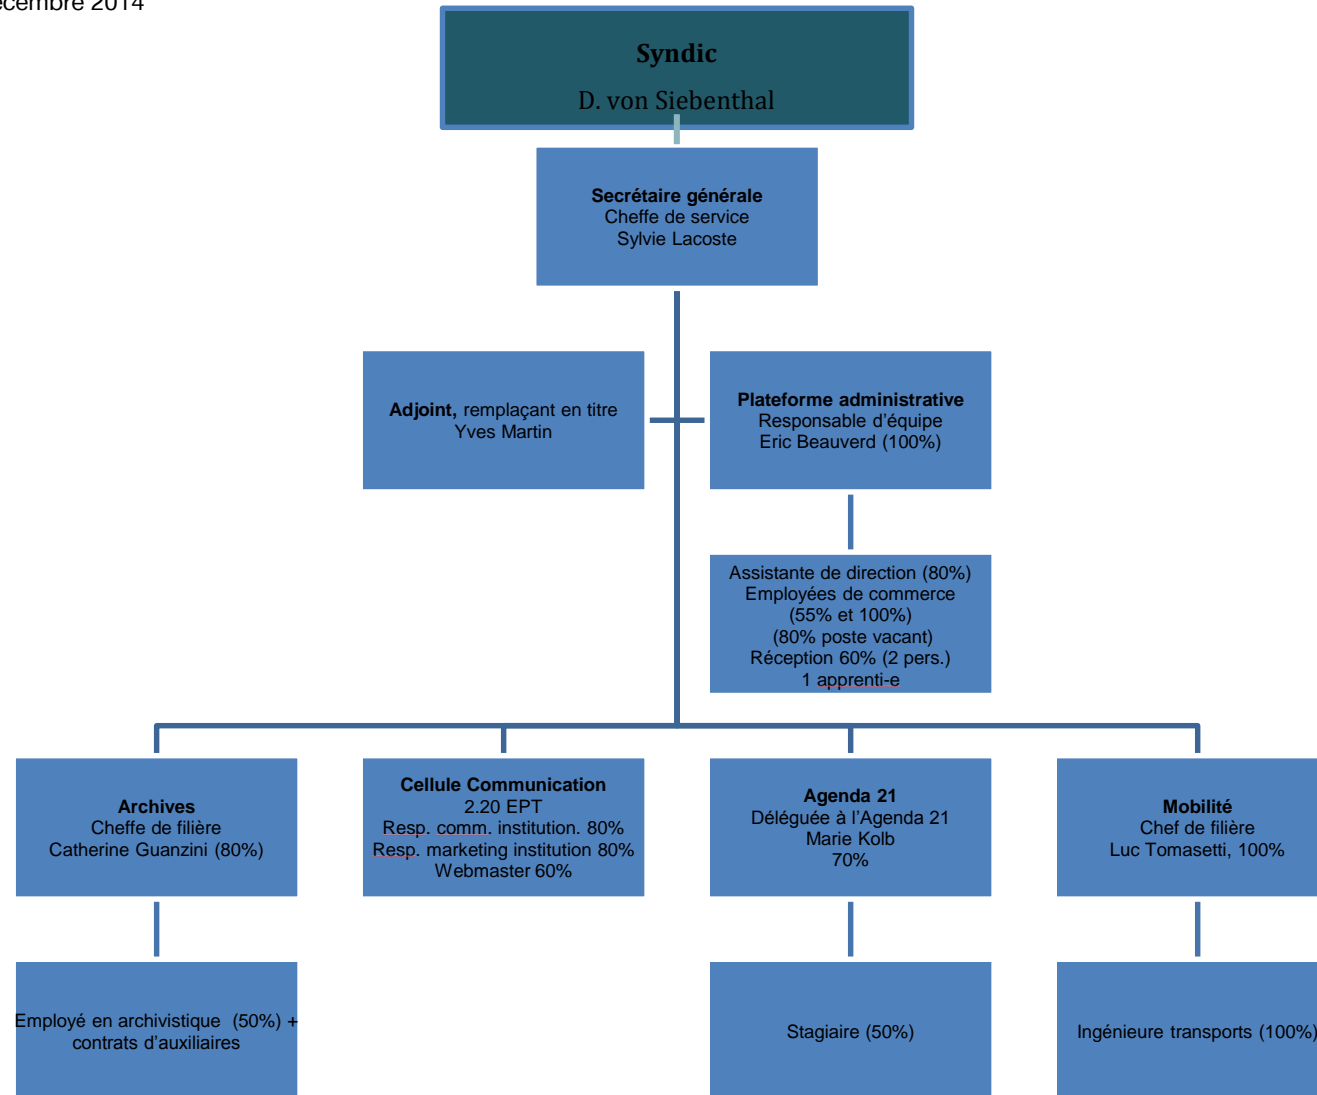 2014
Syndic
D. von Siebenthal
Secrétaire générale
Cheffe de service
Sylvie Lacoste
Adjoint, remplaçant en titre
Yves Martin
Plateforme administrative
Responsable d’équipe
Eric Beauverd (100%)
Assistante de direction (80%)
Employées de commerce
(55% et 100%)
(80% poste vacant)
Réception 60% (2 pers.)
1 apprenti-e
Archives
Cheffe de filière
Catherine Guanzini (80%)
Cellule Communication
2.20 EPT
Resp. comm. institution. 80%
Resp. marketing institution 80%
Webmaster 60%
Agenda 21
Déléguée à l’Agenda 21
Marie Kolb
70%
Mobilité
Chef de filière
Luc Tomasetti, 100%
Employé en archivistique (50%) +
contrats d’auxiliaires
Stagiaire (50%)
Ingénieure transports (100%)